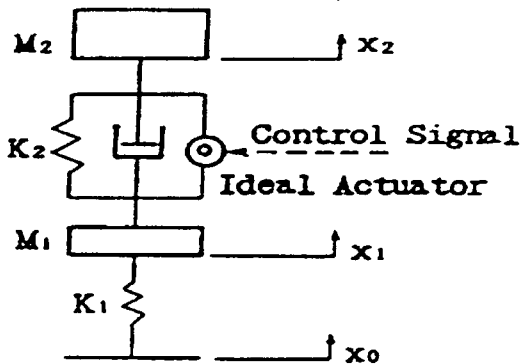 M₂
x₂
K₂
Control Signal
Ideal Actuator
M₁
x₁
K₁
x₀